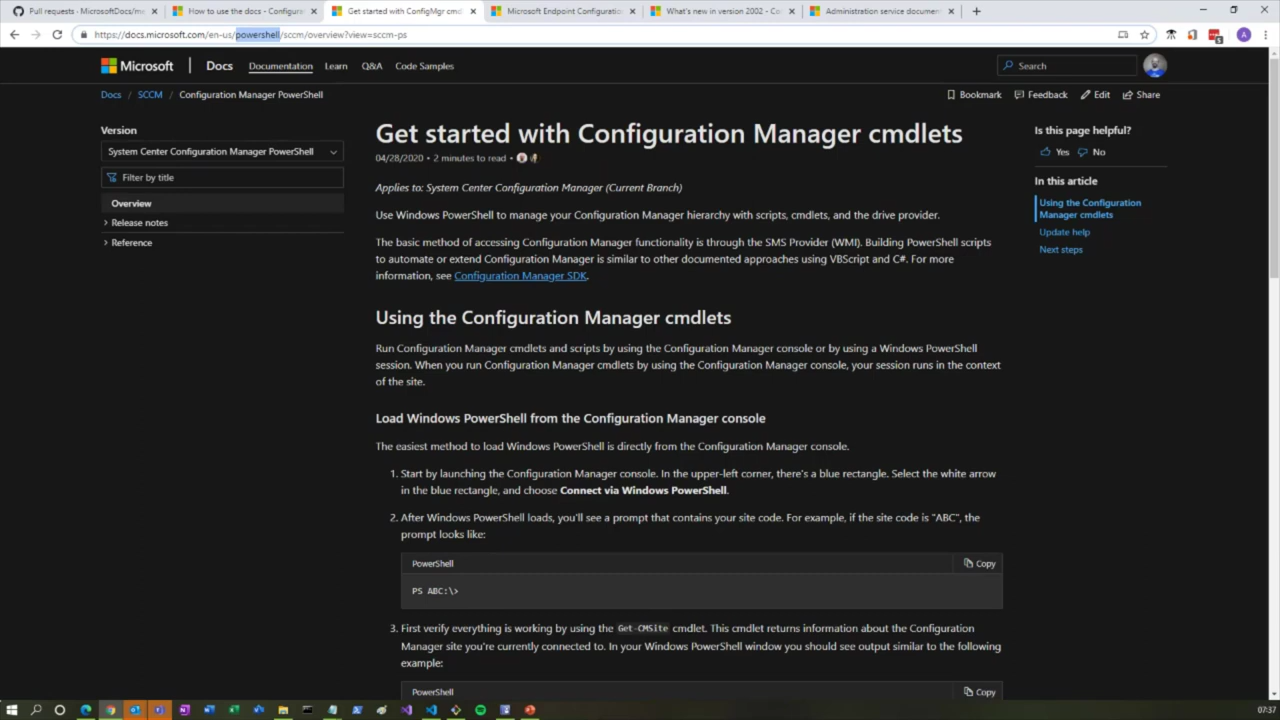 Pull requests · MicrosoftDocs/me
How to use the docs - Configura
Get started with ConfigMgr cmd
Microsoft Endpoint Configuration
What's new in version 2002 - Co
Administration service documen
https://docs.microsoft.com/en-us/powershell/sccm/overview?view=sccm-ps
A
Microsoft
Docs
Documentation
Learn
Q&A
Code Samples
Search
Docs / SCCM / Configuration Manager PowerShell
Bookmark
Feedback
Edit
Share
Version
System Center Configuration Manager PowerShell
Filter by title
Overview
Release notes
Reference
Get started with Configuration Manager cmdlets
04/28/2020 • 2 minutes to read •
Applies to: System Center Configuration Manager (Current Branch)
Use Windows PowerShell to manage your Configuration Manager hierarchy with scripts, cmdlets, and the drive provider.
The basic method of accessing Configuration Manager functionality is through the SMS Provider (WMI). Building PowerShell scripts
to automate or extend Configuration Manager is similar to other documented approaches using VBScript and C#. For more
information, see Configuration Manager SDK.
Using the Configuration Manager cmdlets
Run Configuration Manager cmdlets and scripts by using the Configuration Manager console or by using a Windows PowerShell
session. When you run Configuration Manager cmdlets by using the Configuration Manager console, your session runs in the context
of the site.
Load Windows PowerShell from the Configuration Manager console
The easiest method to load Windows PowerShell is directly from the Configuration Manager console.
1. Start by launching the Configuration Manager console. In the upper-left corner, there's a blue rectangle. Select the white arrow
in the blue rectangle, and choose Connect via Windows PowerShell.
2. After Windows PowerShell loads, you'll see a prompt that contains your site code. For example, if the site code is "ABC", the
prompt looks like:
PowerShell
Copy
PS ABC:\>
3. First verify everything is working by using the Get-CMSite cmdlet. This cmdlet returns information about the Configuration
Manager site you're currently connected to. In your Windows PowerShell window you should see output similar to the following
example:
PowerShell
Copy
Is this page helpful?
Yes
No
In this article
Using the Configuration
Manager cmdlets
Update help
Next steps
07:37